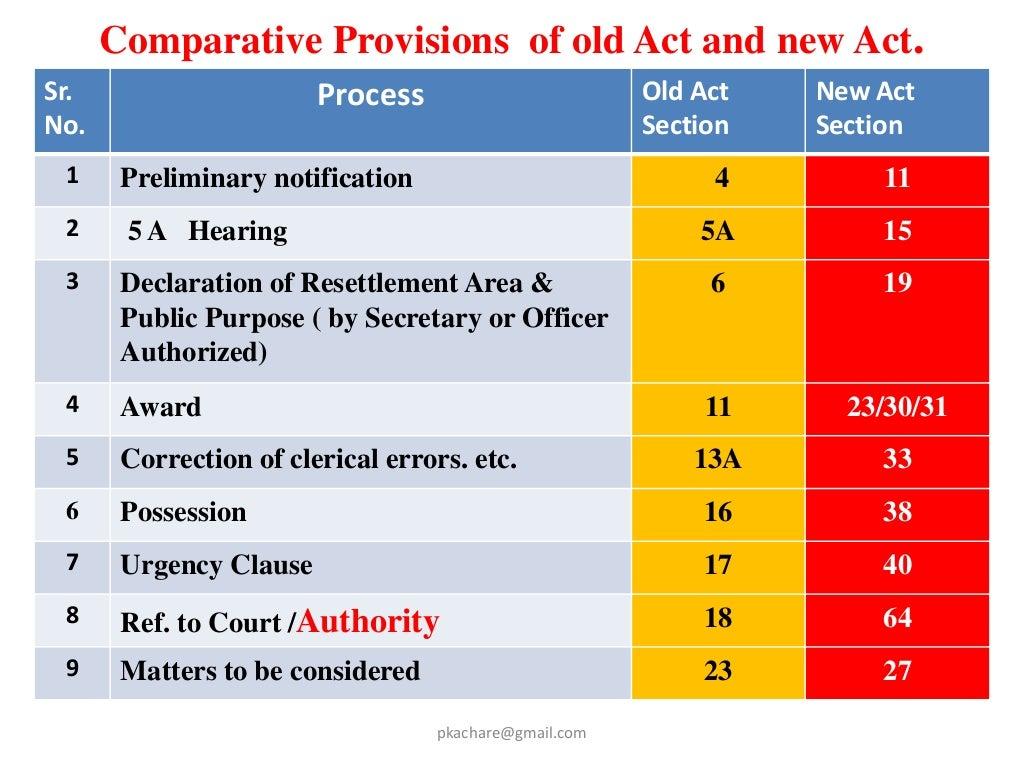 Comparative Provisions of old Act and new Act.
Sr. No. Process Old Act Section New Act Section
1 Preliminary notification 4 11
2 5 A Hearing 5A 15
3 Declaration of Resettlement Area & 6 19
Public Purpose ( by Secretary or Officer
Authorized)
4 Award 11 23/30/31
5 Correction of clerical errors. etc. 13A 33
6 Possession 16 38
7 Urgency Clause 17 40
8 Ref. to Court /Authority 18 64
9 Matters to be considered 23 27
pkachare@gmail.com